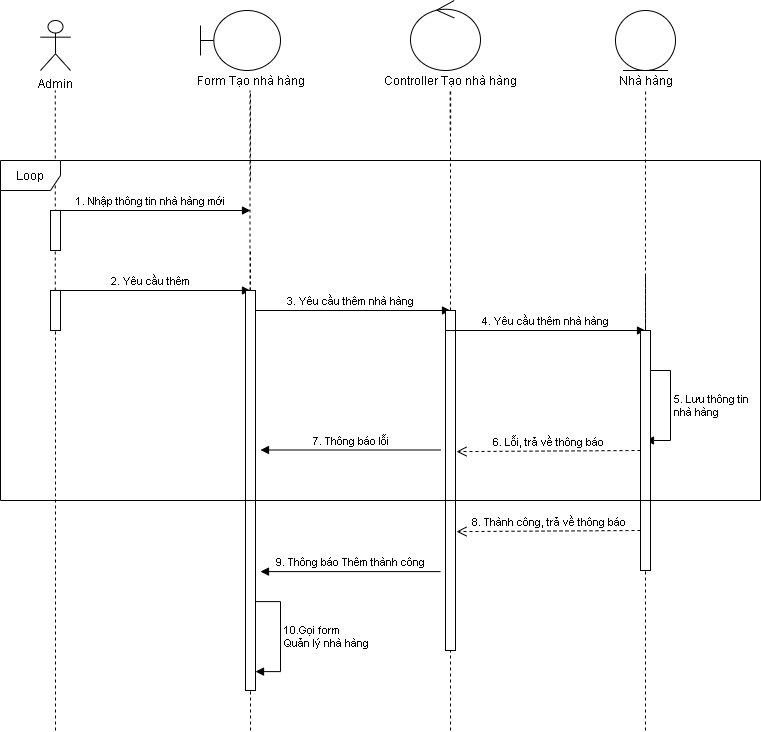 Admin
Form Tạo nhà hàng
Controller Tạo nhà hàng
Nhà hàng
Loop
1. Nhập thông tin nhà hàng mới
2. Yêu cầu thêm
3. Yêu cầu thêm nhà hàng
4. Yêu cầu thêm nhà hàng
5. Lưu thông tin
nhà hàng
6. Lỗi, trả về thông báo
7. Thông báo lỗi
8. Thành công, trả về thông báo
9. Thông báo Thêm thành công
10.Gọi form
Quản lý nhà hàng